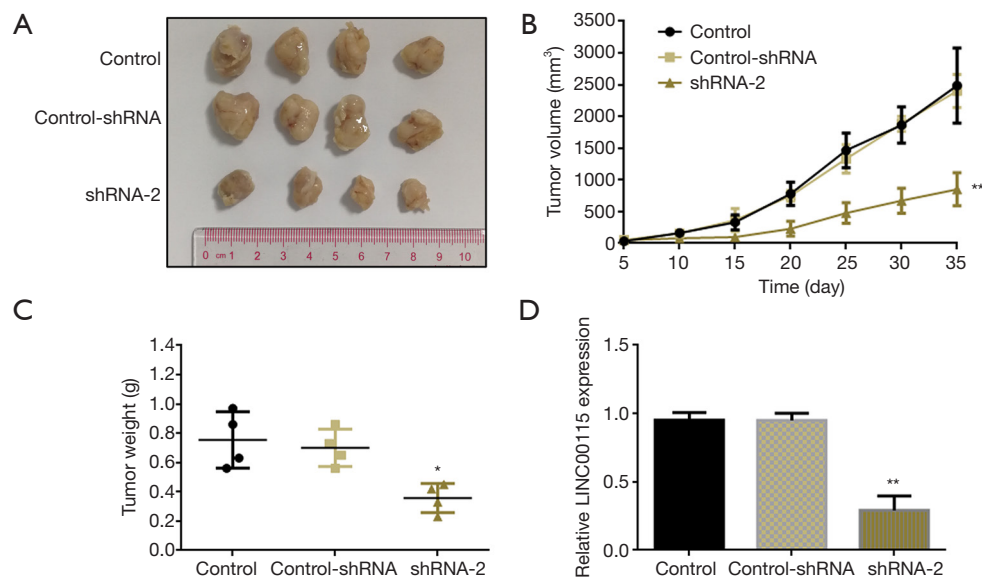 A
Control
Control-shRNA
shRNA-2
0 cm 1 2 3 4 5 6 7 8 9 10
B
Tumor volume (mm³)
3500
3000
2500
2000
1500
1000
500
0
Control
Control-shRNA
shRNA-2
**
5 10 15 20 25 30 35
Time (day)
C
Tumor weight (g)
1.4
1.2
1.0
0.8
0.6
0.4
0.2
0.0
*
Control Control-shRNA shRNA-2
D
Relative LINC00115 expression
1.5
1.0
0.5
0.0
**
Control Control-shRNA shRNA-2